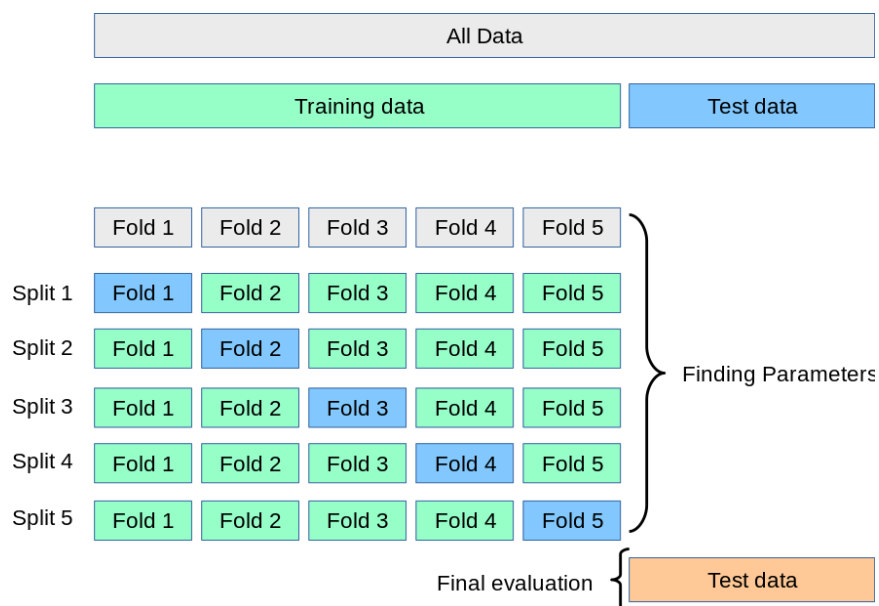 All Data
Training data Test data
Fold 1 Fold 2 Fold 3 Fold 4 Fold 5
Split 1 Fold 1 Fold 2 Fold 3 Fold 4 Fold 5
Split 2 Fold 1 Fold 2 Fold 3 Fold 4 Fold 5
Finding Parameters
Split 3 Fold 1 Fold 2 Fold 3 Fold 4 Fold 5
Split 4 Fold 1 Fold 2 Fold 3 Fold 4 Fold 5
Split 5 Fold 1 Fold 2 Fold 3 Fold 4 Fold 5
Final evaluation Test data